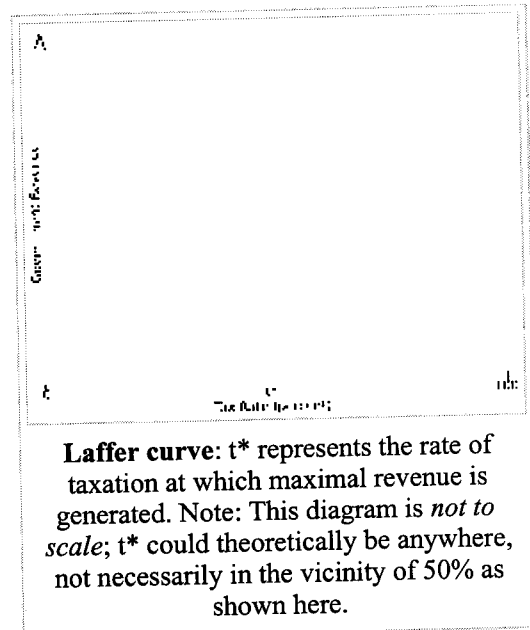 Laffer curve: t* represents the rate of
taxation at which maximal revenue is
generated. Note: This diagram is not to
scale; t* could theoretically be anywhere,
not necessarily in the vicinity of 50% as
shown here.